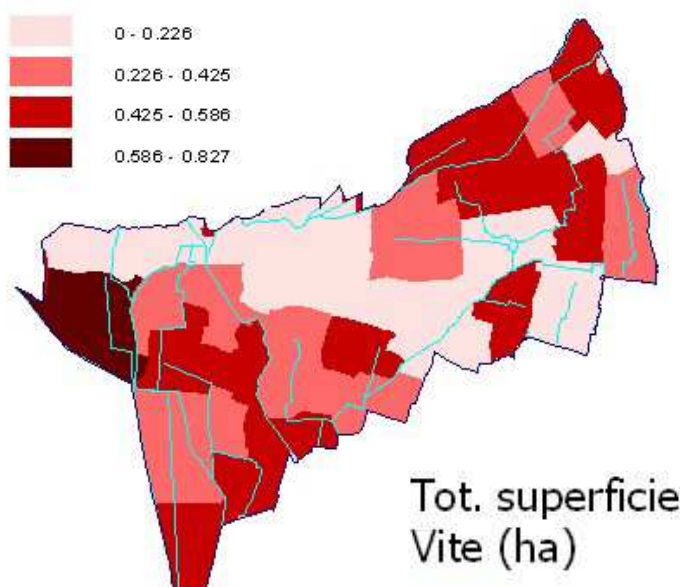 0 - 0.226
0.226 - 0.425
0.425 - 0.586
0.586 - 0.827
Tot. superficie
Vite (ha)